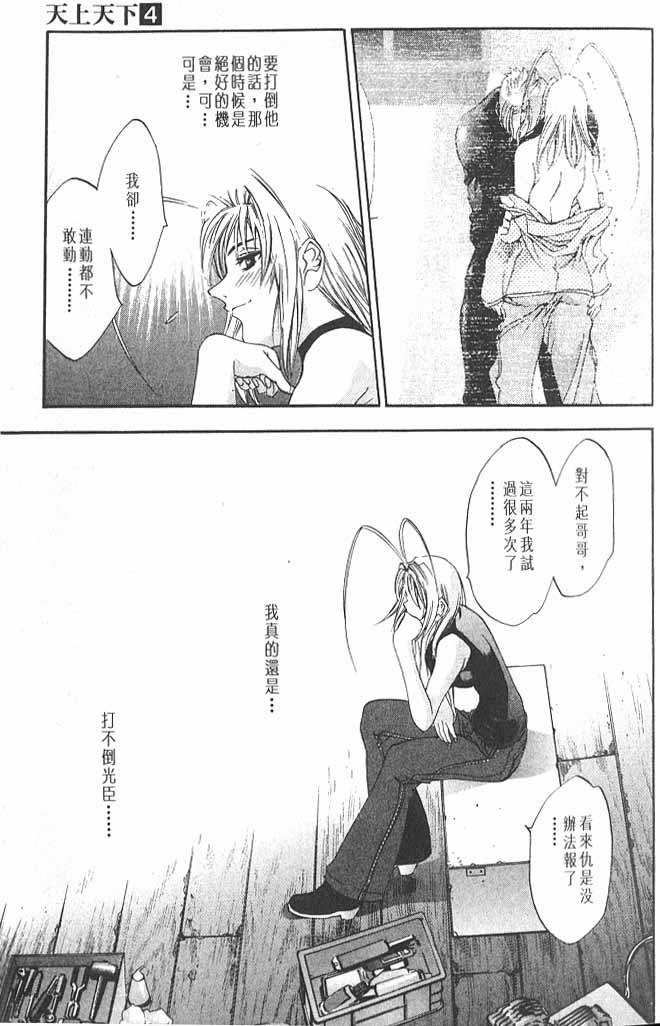 天上天下4
要打倒他
的話，那
個時候是
絕好的機
會，可…
可是…
我卻……
連動都不
敢動………
對不起哥哥，
這兩年我試
過很多次了
………
我真的還是…
打不倒光臣……
看來仇是没
辦法報了
……